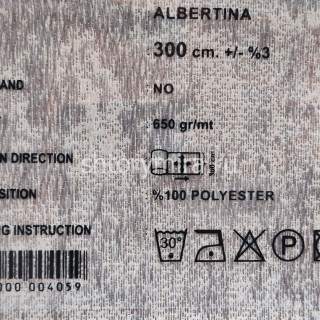 ALBERTINA
: 300 cm. +/- %3
AND NO
: 650 gr/mt
N DIRECTION
SITION : %100 POLYESTER
G INSTRUCTION
30°
P
000 004059